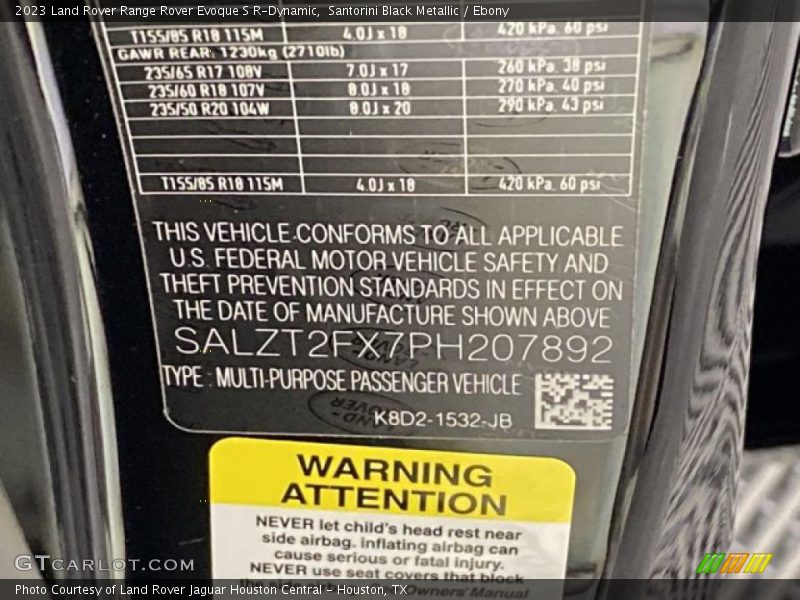 2023 Land Rover Range Rover Evoque S R-Dynamic, Santorini Black Metallic / Ebony
T155/85 R18 115M 4.0J x 18 420 kPa. 60 psi
GAWR REAR: 1230kg (2710lb)
235/65 R17 108V 7.0J x 17 260 kPa. 38 psi
235/60 R18 107V 8.0J x 18 270 kPa. 40 psi
235/50 R20 104W 8.0J x 20 290 kPa. 43 psi
T155/85 R18 115M 4.0J x 18 420 kPa. 60 psi
THIS VEHICLE CONFORMS TO ALL APPLICABLE
U.S. FEDERAL MOTOR VEHICLE SAFETY AND
THEFT PREVENTION STANDARDS IN EFFECT ON
THE DATE OF MANUFACTURE SHOWN ABOVE
SALZT2FX7PH207892
TYPE : MULTI-PURPOSE PASSENGER VEHICLE
K8D2-1532-JB
WARNING
ATTENTION
NEVER let child's head rest near
side airbag. Inflating airbag can
cause serious or fatal injury.
NEVER use seat covers that block
Owners' Manual
GTCARLOT.COM
Photo Courtesy of Land Rover Jaguar Houston Central - Houston, TX